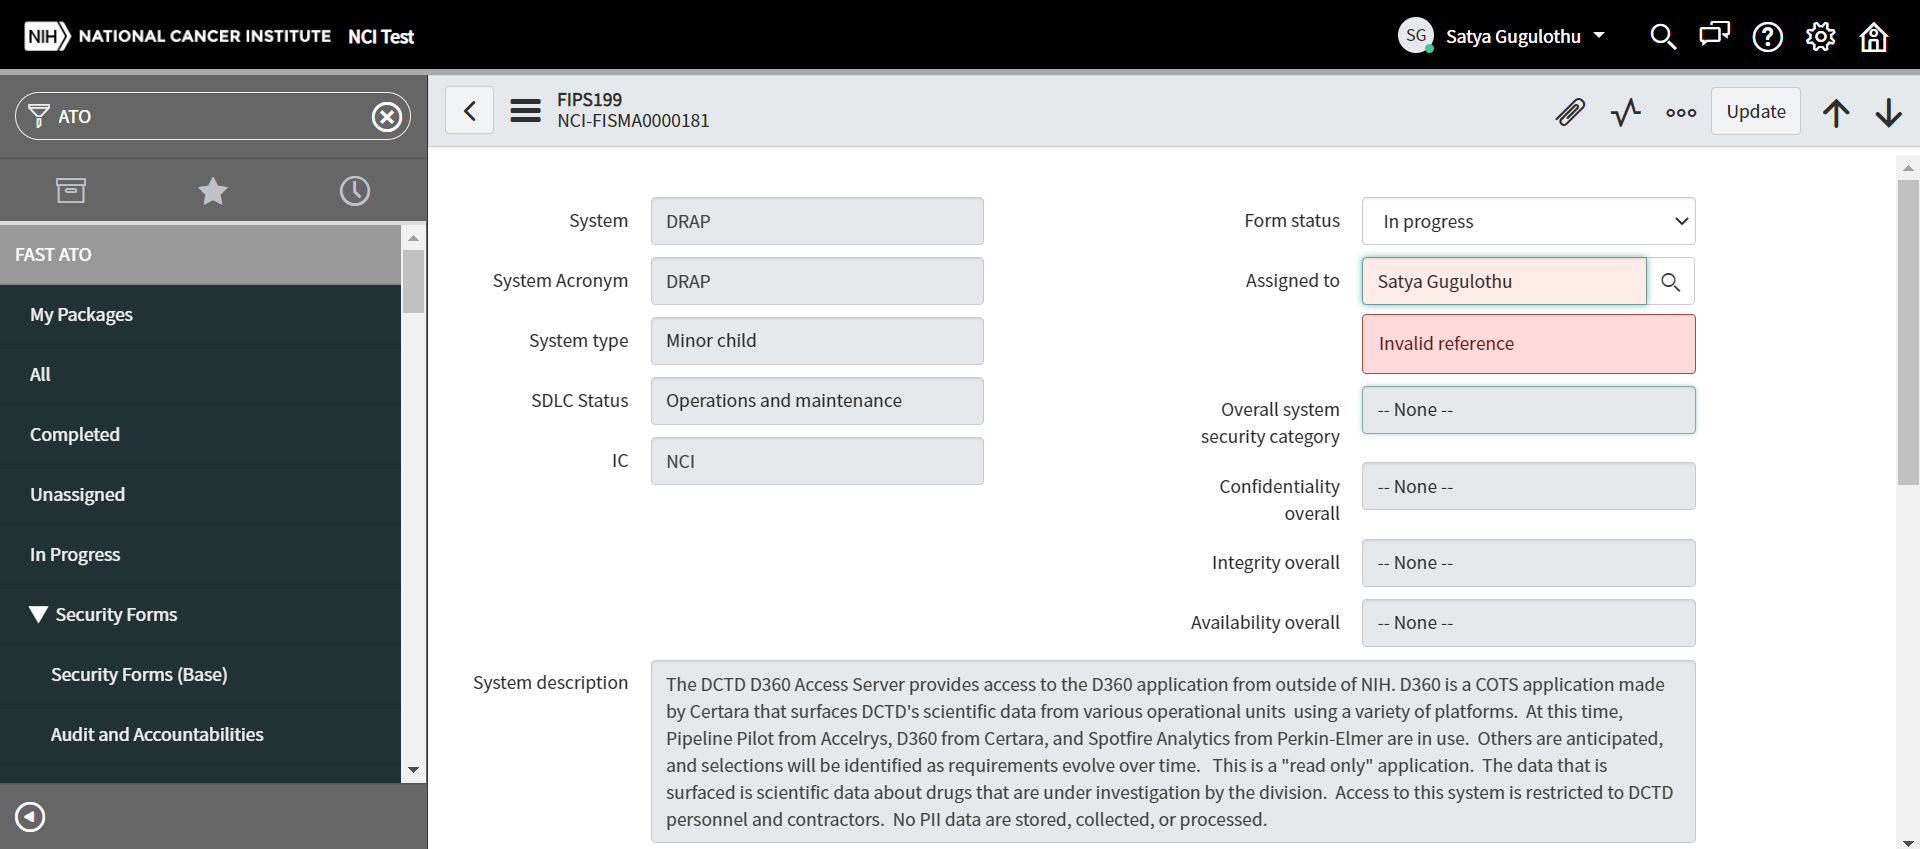 NIH NATIONAL CANCER INSTITUTE NCI Test
SG Satya Gugulothu
ATO
FAST ATO
My Packages
All
Completed
Unassigned
In Progress
Security Forms
Security Forms (Base)
Audit and Accountabilities
FIPS199
NCI-FISMA0000181
Update
System DRAP
System Acronym DRAP
System type Minor child
SDLC Status Operations and maintenance
IC NCI
Form status In progress
Assigned to Satya Gugulothu
Invalid reference
Overall system -- None --
security category
Confidentiality -- None --
overall
Integrity overall -- None --
Availability overall -- None --
System description The DCTD D360 Access Server provides access to the D360 application from outside of NIH. D360 is a COTS application made
by Certara that surfaces DCTD's scientific data from various operational units using a variety of platforms. At this time,
Pipeline Pilot from Accelrys, D360 from Certara, and Spotfire Analytics from Perkin-Elmer are in use. Others are anticipated,
and selections will be identified as requirements evolve over time. This is a "read only" application. The data that is
surfaced is scientific data about drugs that are under investigation by the division. Access to this system is restricted to DCTD
personnel and contractors. No PII data are stored, collected, or processed.